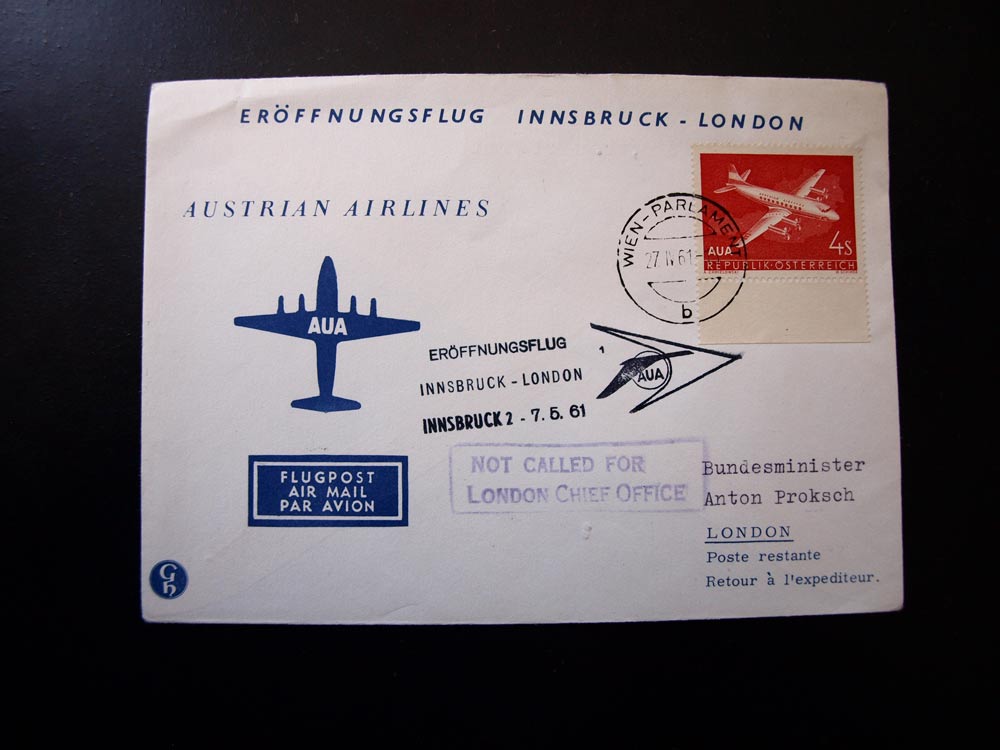 ERÖFFNUNGSFLUG INNSBRUCK - LONDON
AUSTRIAN AIRLINES
WIEN-PARLAMENT
27.IV.61
b
AUA
4S
REPUBLIK·ÖSTERREICH
AUA
ERÖFFNUNGSFLUG
1
INNSBRUCK - LONDON
AUA
INNSBRUCK 2 - 7. 5. 61
NOT CALLED FOR
LONDON CHIEF OFFICE
FLUGPOST
AIR MAIL
PAR AVION
Bundesminister
Anton Proksch
LONDON
Poste restante
Retour à l'expediteur.
Gh